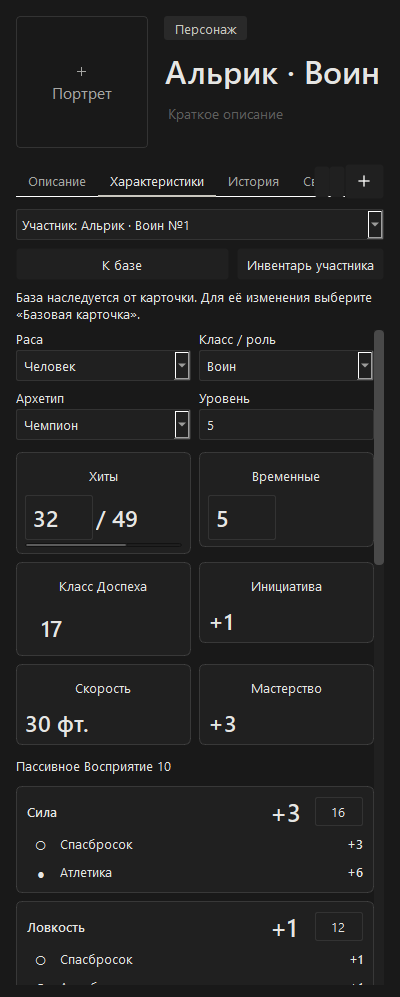 Персонаж
+
Портрет
Альрик · Воин
Краткое описание
Описание Характеристики История +
Участник: Альрик · Воин №1
К базе Инвентарь участника
База наследуется от карточки. Для её изменения выберите
«Базовая карточка».
Раса Класс / роль
Человек Воин
Архетип Уровень
Чемпион 5
Хиты Временные
32 / 49 5
Класс Доспеха Инициатива
17 +1
Скорость Мастерство
30 фт. +3
Пассивное Восприятие 10
Сила +3 16
Спасбросок +3
Атлетика +6
Ловкость +1 12
Спасбросок +1